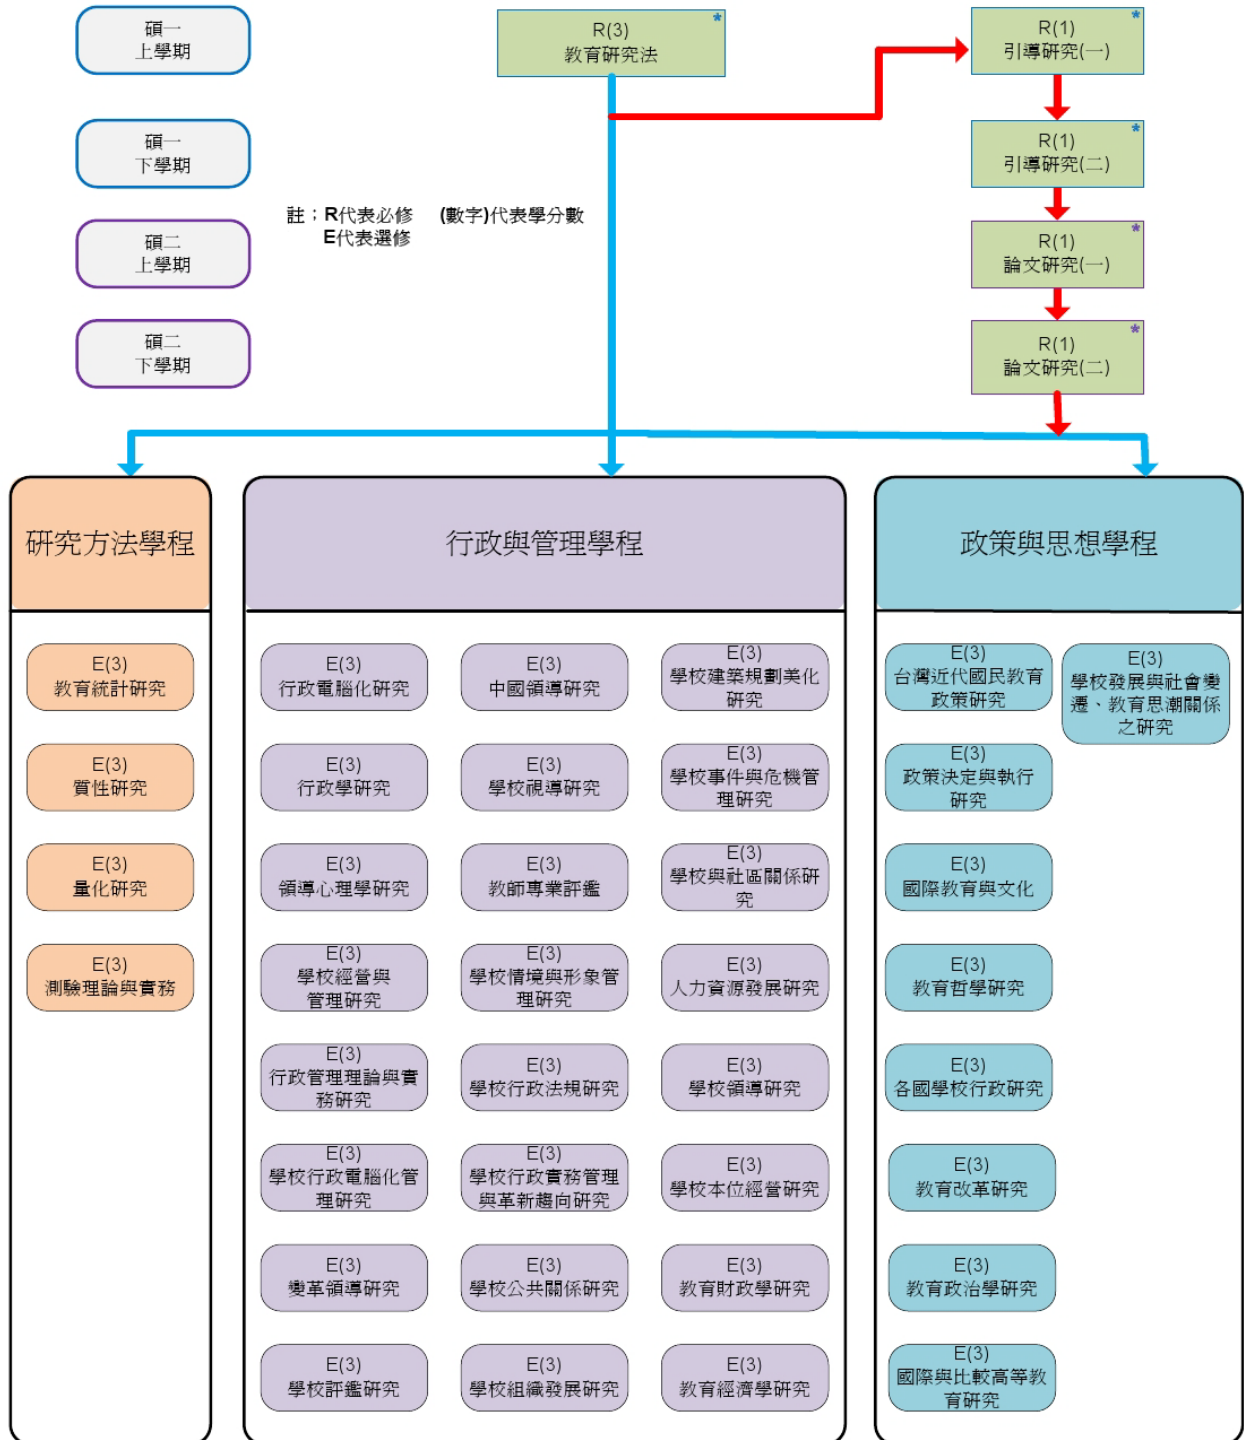 碩一
上學期
R(3)
*
教育研究法
R(1)
*
引導研究(一)
碩一
下學期
R(1)
*
引導研究(二)
註；R代表必修 (數字)代表學分數
E代表選修
碩二
上學期
R(1)
*
論文研究(一)
碩二
下學期
R(1)
*
論文研究(二)
研究方法學程
E(3)
教育統計研究
E(3)
質性研究
E(3)
量化研究
E(3)
測驗理論與實務
行政與管理學程
E(3)
行政電腦化研究
E(3)
中國領導研究
E(3)
學校建築規劃美化
研究
E(3)
行政學研究
E(3)
學校視導研究
E(3)
學校事件與危機管
理研究
E(3)
領導心理學研究
E(3)
教師專業評鑑
E(3)
學校與社區關係研
究
E(3)
學校經營與
管理研究
E(3)
學校情境與形象管
理研究
E(3)
人力資源發展研究
E(3)
行政管理理論與實
務研究
E(3)
學校行政法規研究
E(3)
學校領導研究
E(3)
學校行政電腦化管
理研究
E(3)
學校行政實務管理
與革新趨向研究
E(3)
學校本位經營研究
E(3)
變革領導研究
E(3)
學校公共關係研究
E(3)
教育財政學研究
E(3)
學校評鑑研究
E(3)
學校組織發展研究
E(3)
教育經濟學研究
政策與思想學程
E(3)
台灣近代國民教育
政策研究
E(3)
學校發展與社會變
遷、教育思潮關係
之研究
E(3)
政策決定與執行
研究
E(3)
國際教育與文化
E(3)
教育哲學研究
E(3)
各國學校行政研究
E(3)
教育改革研究
E(3)
教育政治學研究
E(3)
國際與比較高等教
育研究